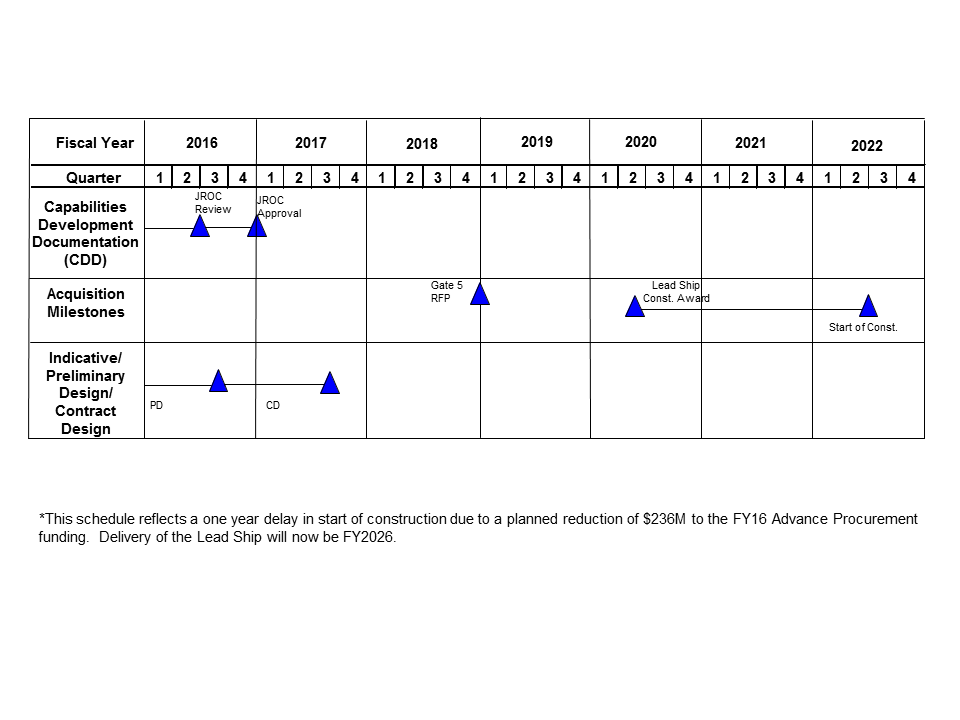 Fiscal Year 2016 2017 2018 2019 2020 2021 2022
Quarter 1 2 3 4 1 2 3 4 1 2 3 4 1 2 3 4 1 2 3 4 1 2 3 4 1 2 3 4
Capabilities
Development
Documentation
(CDD)
JROC
Review
JROC
Approval
Acquisition
Milestones
Gate 5
RFP
Lead Ship
Const. Award
Start of Const.
Indicative/
Preliminary
Design/
Contract
Design
PD
CD
*This schedule reflects a one year delay in start of construction due to a planned reduction of $236M to the FY16 Advance Procurement
funding. Delivery of the Lead Ship will now be FY2026.